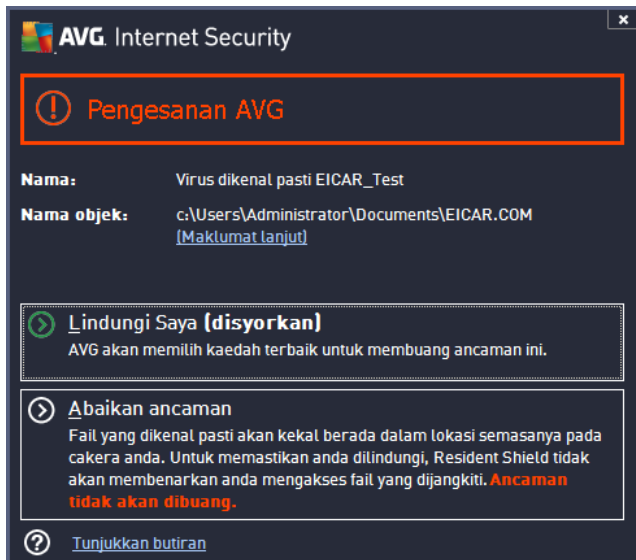 AVG. Internet Security
x
Pengesanan AVG
Nama: Virus dikenal pasti EICAR_Test
Nama objek: c:\Users\Administrator\Documents\EICAR.COM
(Maklumat lanjut)
Lindungi Saya (disyorkan)
AVG akan memilih kaedah terbaik untuk membuang ancaman ini.
Abaikan ancaman
Fail yang dikenal pasti akan kekal berada dalam lokasi semasanya pada
cakera anda. Untuk memastikan anda dilindungi, Resident Shield tidak
akan membenarkan anda mengakses fail yang dijangkiti. Ancaman
tidak akan dibuang.
Tunjukkan butiran